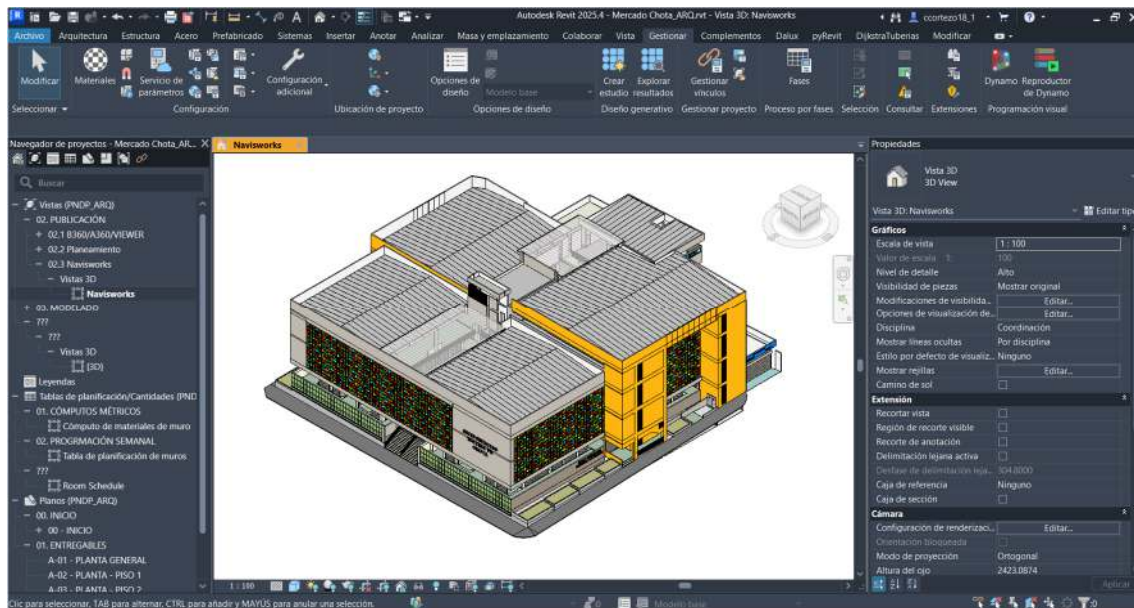 Autodesk Revit 2025.4 - Mercado Chota_ARQ.rvt - Vista 3D: Navisworks
ccortezo18_1
Archivo Arquitectura Estructura Acero Prefabricado Sistemas Insertar Anotar Analizar Masa y emplazamiento Colaborar Vista Gestionar Complementos Dalux pyRevit DijkstraTuberias Modificar
Modificar
Materiales
Servicio de parámetros
Configuración adicional
Opciones de diseño
Modelo base
Crear estudio
Explorar resultados
Gestionar vínculos
Fases
Dynamo
Reproductor de Dynamo
Seleccionar Configuración Ubicación de proyecto Opciones de diseño Diseño generativo Gestionar proyecto Proceso por fases Selección Consultar Extensiones Programación visual
Navegador de proyectos - Mercado Chota_AR...
Buscar
Vistas (PNDP_ARQ)
02. PUBLICACIÓN
02.1 B360/A360/VIEWER
02.2 Planeamiento
02.3 Navisworks
Vistas 3D
Navisworks
03. MODELADO
???
???
Vistas 3D
{3D}
Leyendas
Tablas de planificación/Cantidades (PND
01. CÓMPUTOS MÉTRICOS
Cómputo de materiales de muro
02. PROGRMACIÓN SEMANAL
Tabla de planificación de muros
???
Room Schedule
Planos (PNDP_ARQ)
00. INICIO
00 - INICIO
01. ENTREGABLES
A-01 - PLANTA GENERAL
A-02 - PLANTA - PISO 1
A-03 - PLANTA - PISO 2
Navisworks
1 : 100
Propiedades
Vista 3D
3D View
Vista 3D: Navisworks
Editar tipo
Gráficos
Escala de vista 1 : 100
Valor de escala 1: 100
Nivel de detalle Alto
Visibilidad de piezas Mostrar original
Modificaciones de visibilida... Editar...
Opciones de visualización de... Editar...
Disciplina Coordinación
Mostrar líneas ocultas Por disciplina
Estilo por defecto de visualiz... Ninguno
Mostrar rejillas Editar...
Camino de sol
Extensión
Recortar vista
Región de recorte visible
Recorte de anotación
Delimitación lejana activa
Desfase de delimitación leja... 304.8000
Caja de referencia Ninguno
Caja de sección
Cámara
Configuración de renderizaci... Editar...
Orientación bloqueada
Modo de proyección Ortogonal
Altura del ojo 2423.0874
Aplicar
Clic para seleccionar, TAB para alternar, CTRL para añadir y MAYÚS para anular una selección.
:0
Modelo base
:0